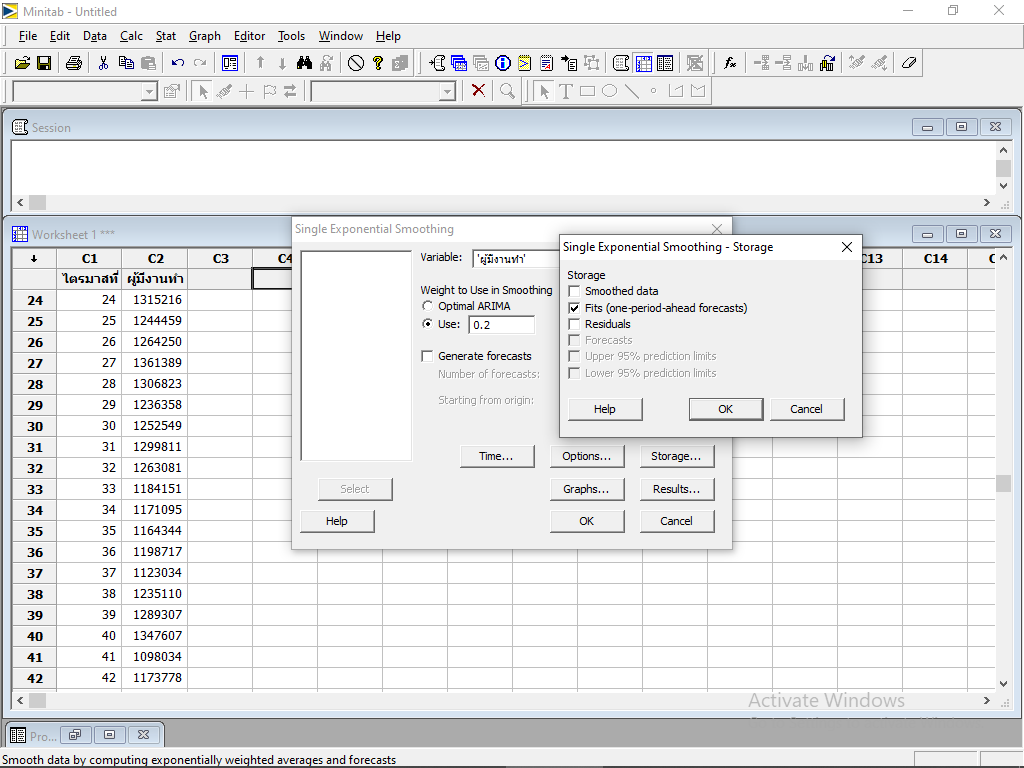 Minitab - Untitled
File Edit Data Calc Stat Graph Editor Tools Window Help
Session
Worksheet 1 ***
C1 C2 C3 C4 C13 C14 C
ไตรมาสที่ ผู้มีงานทำ
24 24 1315216
25 25 1244459
26 26 1264250
27 27 1361389
28 28 1306823
29 29 1236358
30 30 1252549
31 31 1299811
32 32 1263081
33 33 1184151
34 34 1171095
35 35 1164344
36 36 1198717
37 37 1123034
38 38 1235110
39 39 1289307
40 40 1347607
41 41 1098034
42 42 1173778
Single Exponential Smoothing
Variable: 'ผู้มีงานทำ'
Weight to Use in Smoothing
Optimal ARIMA
Use: 0.2
Generate forecasts
Number of forecasts:
Starting from origin:
Time... Options... Storage...
Select Graphs... Results...
Help OK Cancel
Single Exponential Smoothing - Storage
Storage
Smoothed data
Fits (one-period-ahead forecasts)
Residuals
Forecasts
Upper 95% prediction limits
Lower 95% prediction limits
Help OK Cancel
Activate Windows
Pro...
Smooth data by computing exponentially weighted averages and forecasts